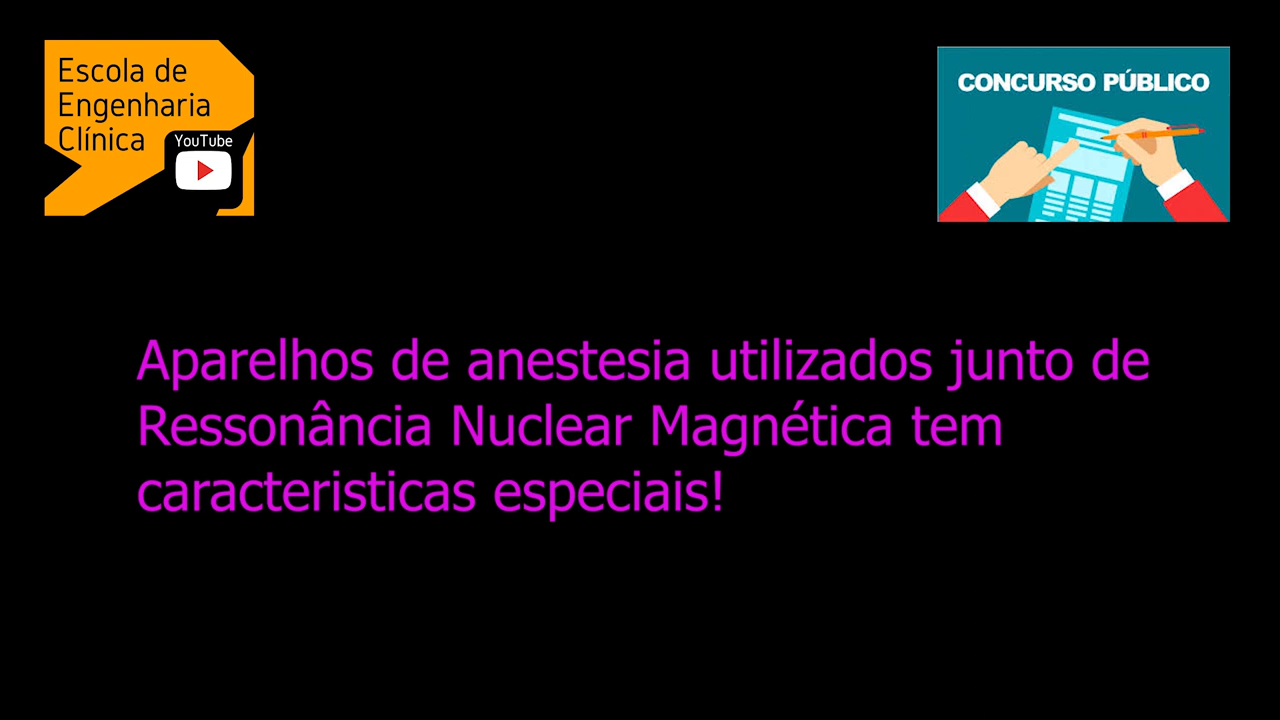 Escola de
Engenharia
Clínica
YouTube
CONCURSO PÚBLICO
Aparelhos de anestesia utilizados junto de
Ressonância Nuclear Magnética tem
caracteristicas especiais!